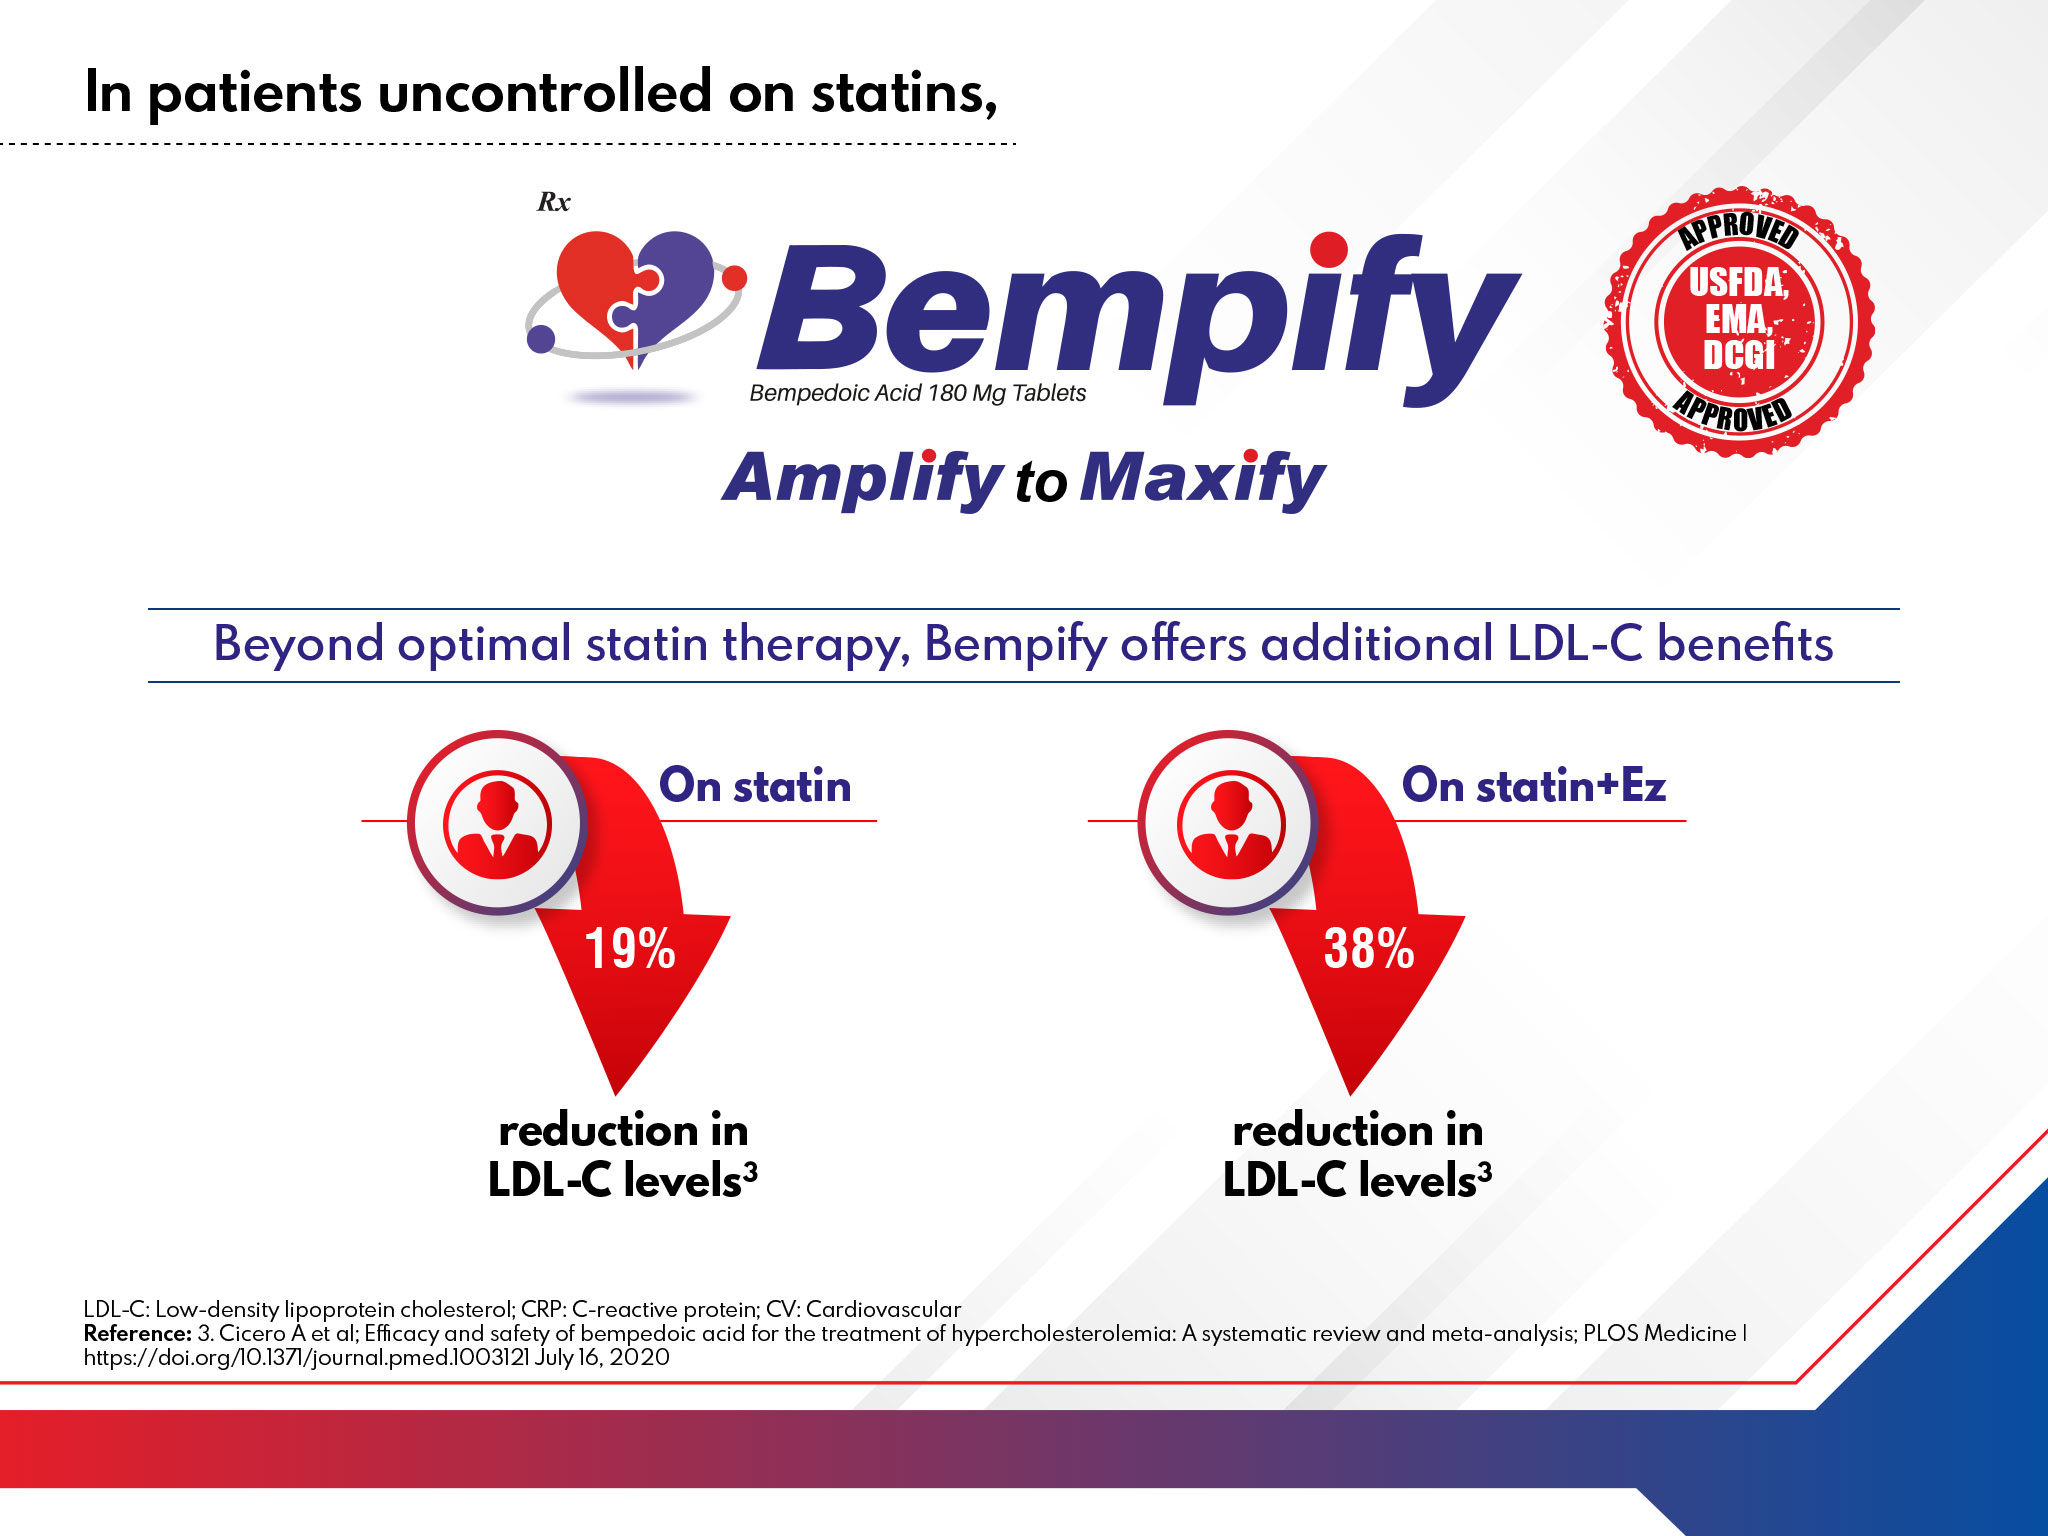 In patients uncontrolled on statins,
Rx
Bempify
Bempedoic Acid 180 Mg Tablets
Amplify to Maxify
APPROVED
USFDA,
EMA,
DCGI
APPROVED
Beyond optimal statin therapy, Bempify offers additional LDL-C benefits
On statin
19%
reduction in
LDL-C levels³
On statin+Ez
38%
reduction in
LDL-C levels³
LDL-C: Low-density lipoprotein cholesterol; CRP: C-reactive protein; CV: Cardiovascular
Reference: 3. Cicero A et al; Efficacy and safety of bempedoic acid for the treatment of hypercholesterolemia: A systematic review and meta-analysis; PLOS Medicine |
https://doi.org/10.1371/journal.pmed.1003121 July 16, 2020